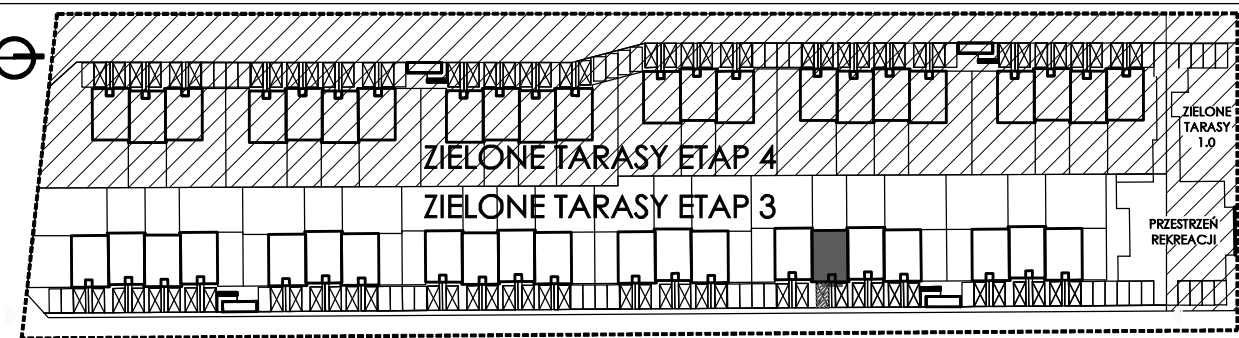 ZIELONE TARASY ETAP 4
ZIELONE TARASY ETAP 3
ZIELONE
TARASY
1.0
PRZESTRZEŃ
REKREACJI